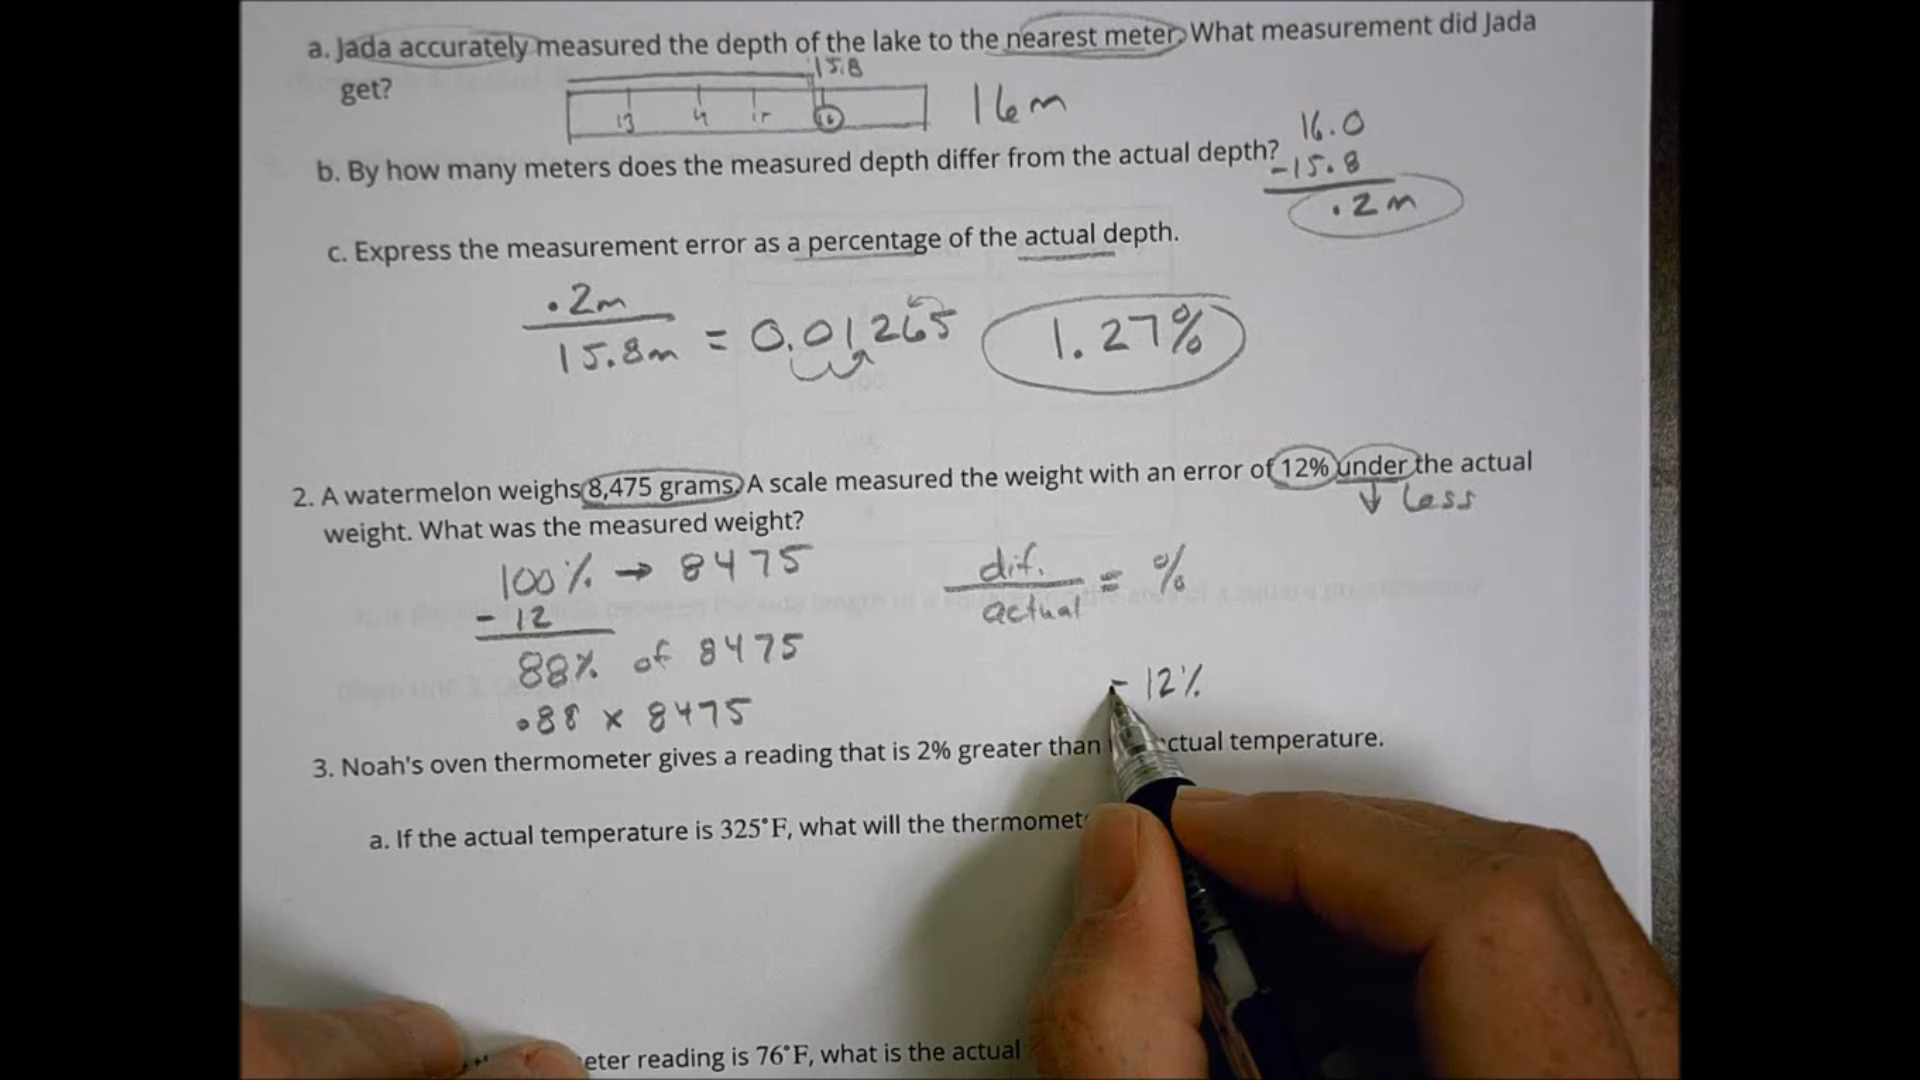 a. Jada accurately measured the depth of the lake to the nearest meter. What measurement did Jada
get?
15.8
13 14 15 16
16m
b. By how many meters does the measured depth differ from the actual depth?
16.0
-15.8
.2m
c. Express the measurement error as a percentage of the actual depth.
.2m
15.8m
= 0.01265
1.27%
2. A watermelon weighs 8,475 grams. A scale measured the weight with an error of 12% under the actual
↓ Less
weight. What was the measured weight?
100% → 8475
- 12
88% of 8475
.88 x 8475
dif.
actual
= %
- 12%
3. Noah's oven thermometer gives a reading that is 2% greater than actual temperature.
a. If the actual temperature is 325°F, what will the thermomet
eter reading is 76°F, what is the actual